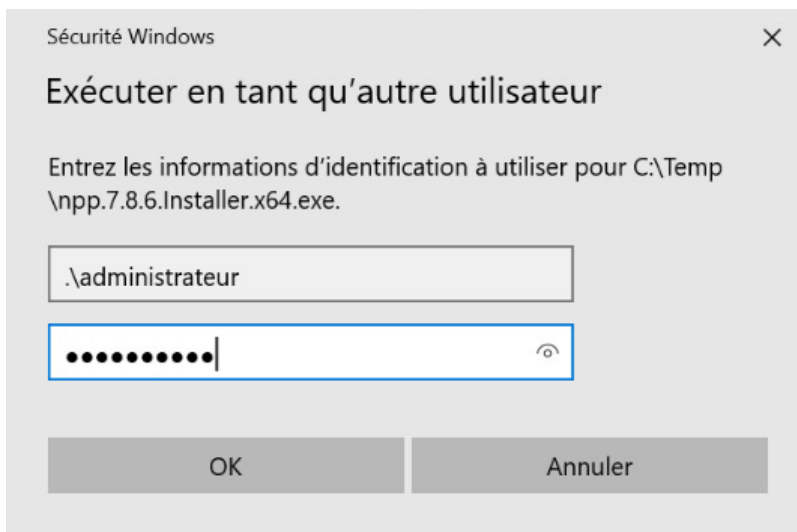 Sécurité Windows
Exécuter en tant qu'autre utilisateur
Entrez les informations d'identification à utiliser pour C:\Temp
\npp.7.8.6.Installer.x64.exe.
.\administrateur
●●●●●●●●●●
OK Annuler